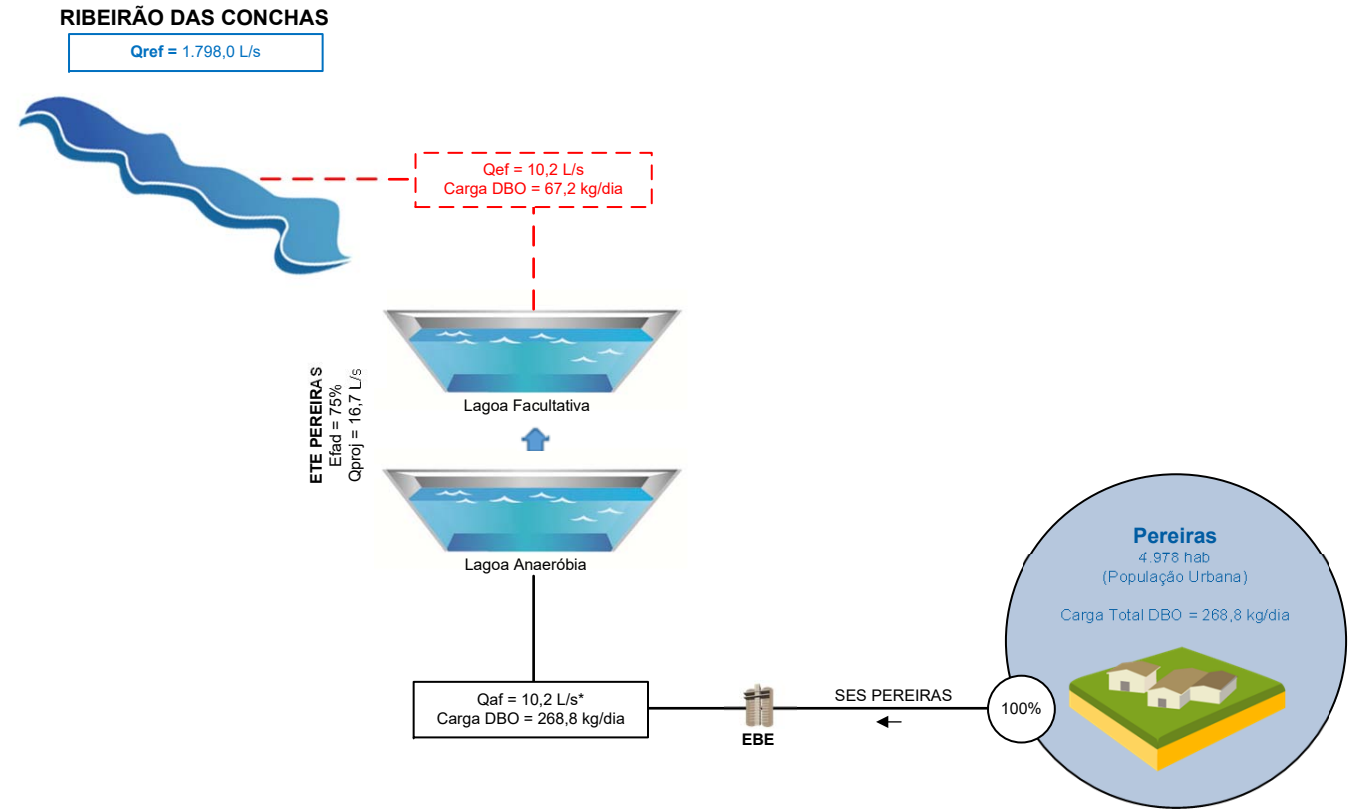 RIBEIRÃO DAS CONCHAS
Qref = 1.798,0 L/s
Qef = 10,2 L/s
Carga DBO = 67,2 kg/dia
ETE PEREIRAS
Efad = 75%
Qproj = 16,7 L/s
Lagoa Facultativa
Lagoa Anaeróbia
Qaf = 10,2 L/s*
Carga DBO = 268,8 kg/dia
EBE
SES PEREIRAS
100%
Pereiras
4.978 hab
(População Urbana)
Carga Total DBO = 268,8 kg/dia